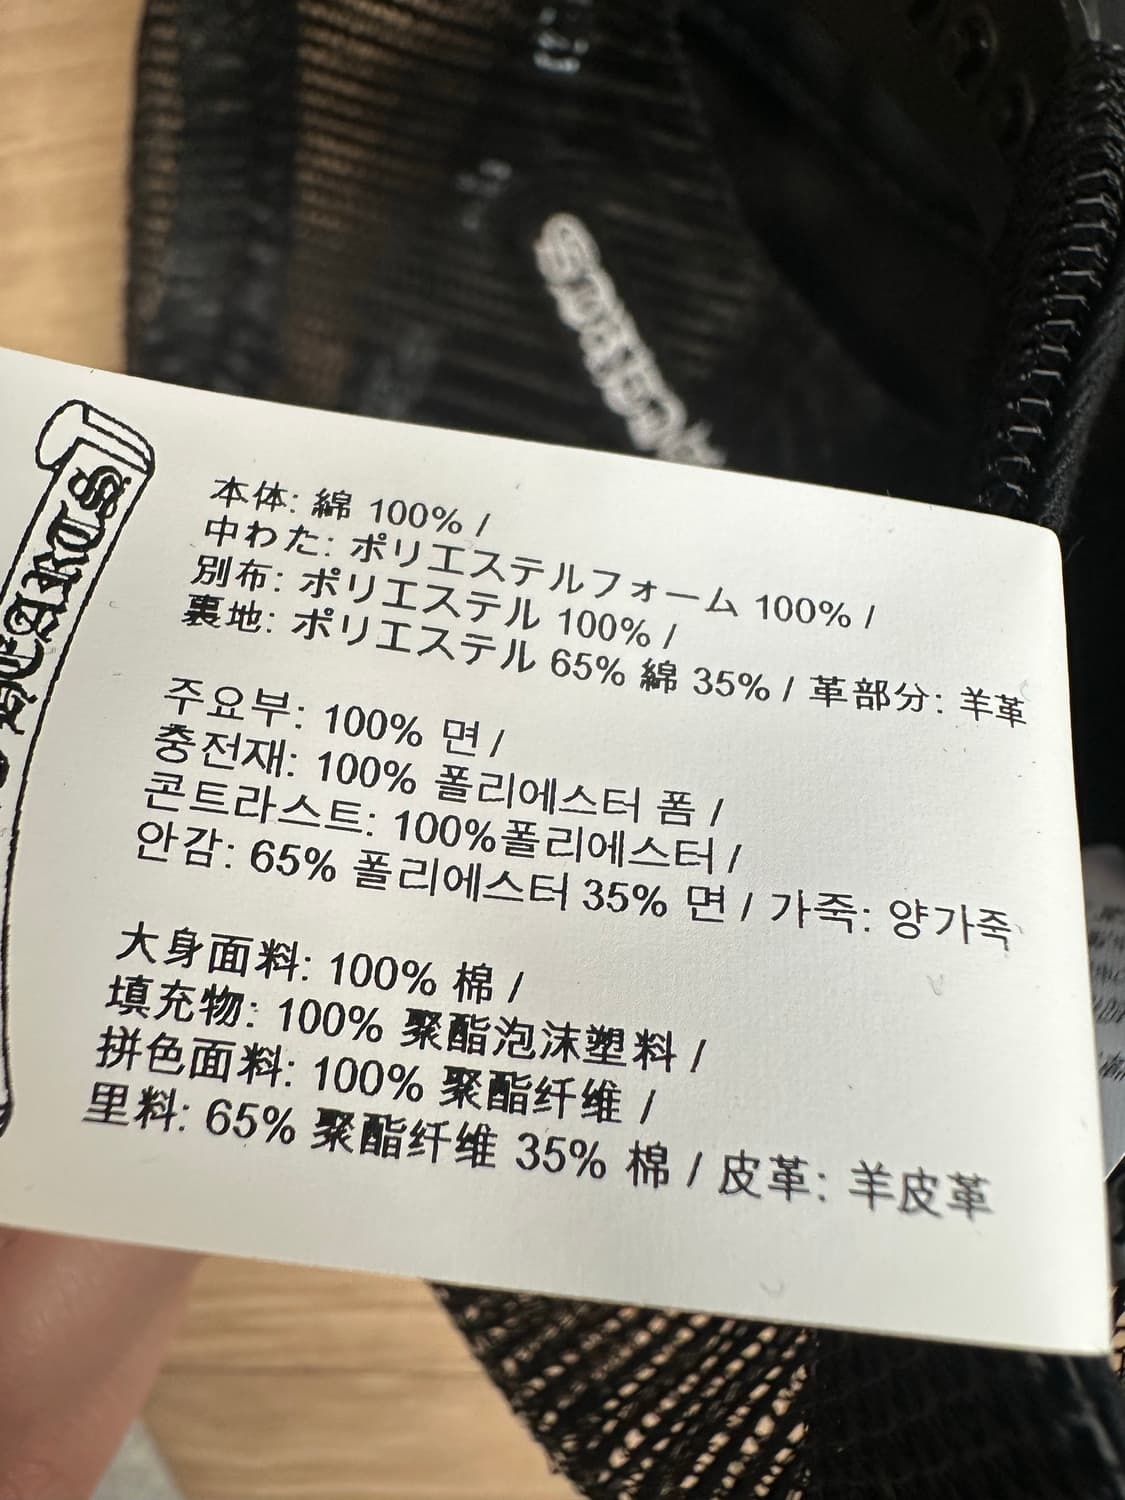 本体: 綿 100% /
中わた: ポリエステルフォーム 100% /
別布: ポリエステル 100% /
裏地: ポリエステル 65% 綿 35% / 革部分: 羊革
주요부: 100% 면 /
충전재: 100% 폴리에스터 폼 /
콘트라스트: 100%폴리에스터 /
안감: 65% 폴리에스터 35% 면 / 가죽: 양가죽
大身面料: 100% 棉 /
填充物: 100% 聚酯泡沫塑料 /
拼色面料: 100% 聚酯纤维 /
里料: 65% 聚酯纤维 35% 棉 / 皮革: 羊皮革